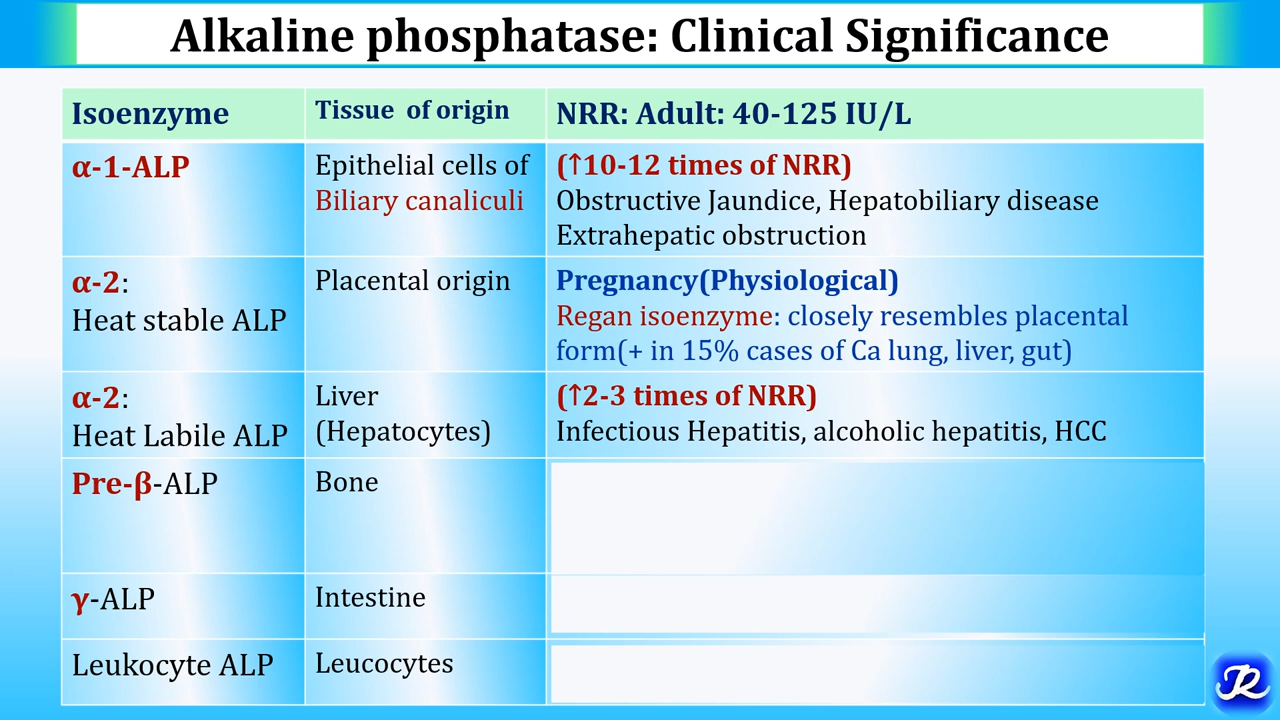 Alkaline phosphatase: Clinical Significance
Isoenzyme
Tissue of origin
NRR: Adult: 40-125 IU/L
α-1-ALP
Epithelial cells of
Biliary canaliculi
(↑10-12 times of NRR)
Obstructive Jaundice, Hepatobiliary disease
Extrahepatic obstruction
α-2:
Heat stable ALP
Placental origin
Pregnancy(Physiological)
Regan isoenzyme: closely resembles placental
form(+ in 15% cases of Ca lung, liver, gut)
α-2:
Heat Labile ALP
Liver
(Hepatocytes)
(↑2-3 times of NRR)
Infectious Hepatitis, alcoholic hepatitis, HCC
Pre-β-ALP
Bone
γ-ALP
Intestine
Leukocyte ALP
Leucocytes